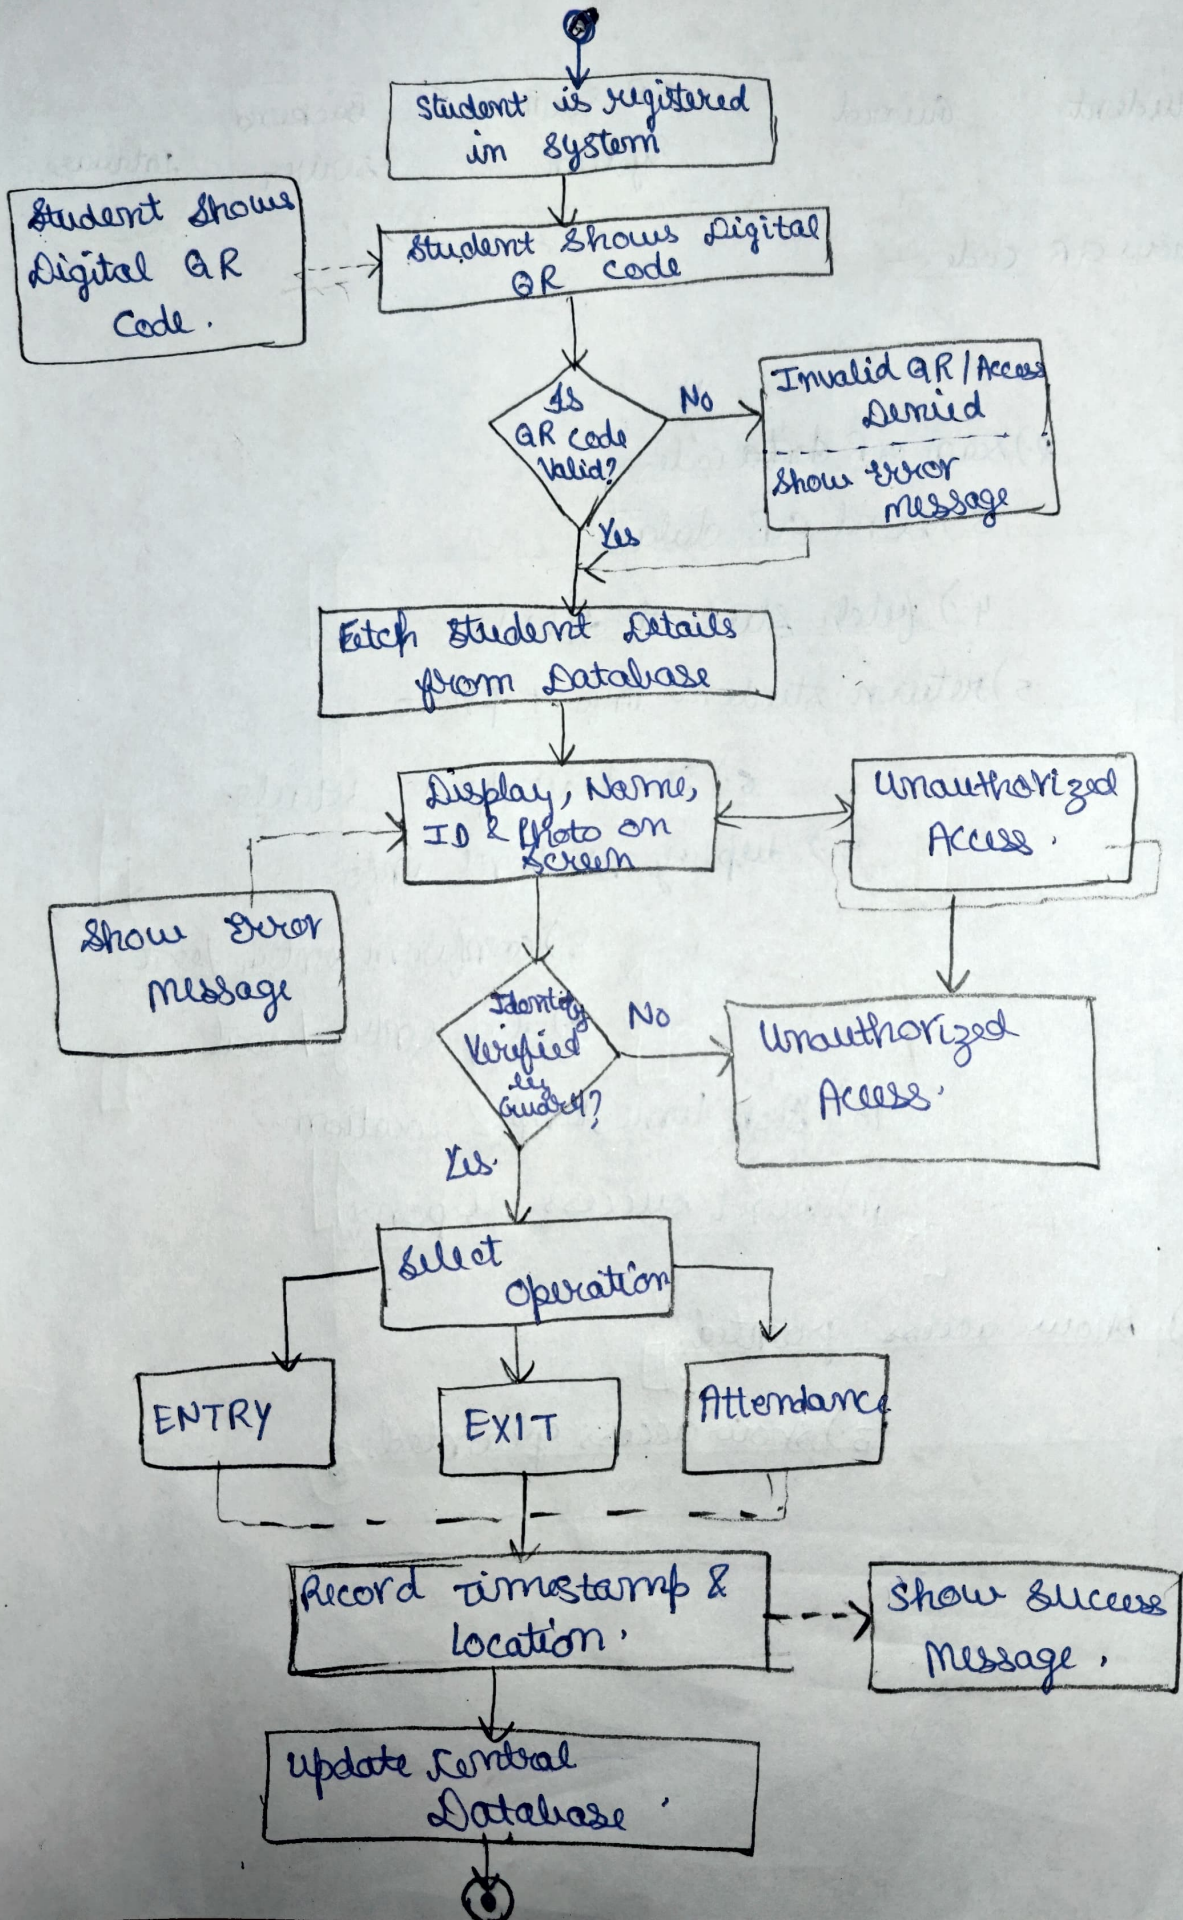 Student is registered
in system
Student Shows
Digital QR
Code.
Student Shows Digital
QR Code
Is
QR Code
Valid?
No
Invalid QR / Access
Denied
Show error
message
Yes
Fetch Student Details
from Database
Display, Name,
ID & Photo on
Screen
Unauthorized
Access.
Show error
message
Identity
Verified
by
Guard?
No
Unauthorized
Access.
Yes.
Select
Operation
ENTRY
EXIT
Attendance
Record Timestamp &
Location.
Show Success
Message.
Update Central
Database.